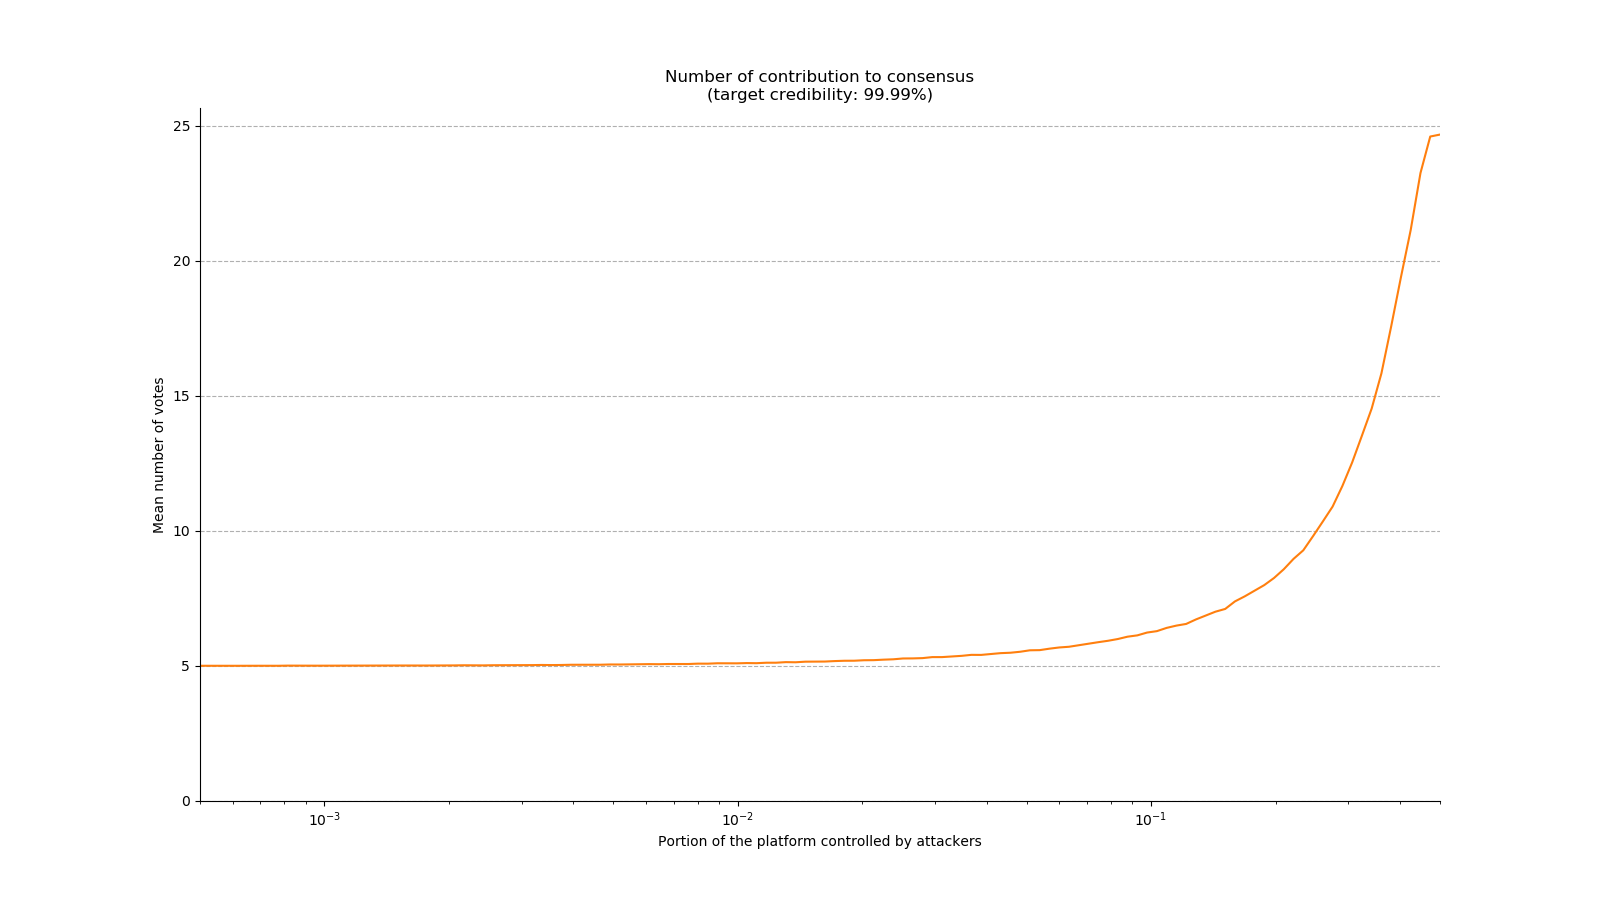 Number of contribution to consensus
(target credibility: 99.99%)
25
20
15
10
5
0
Mean number of votes
10⁻³
10⁻²
10⁻¹
Portion of the platform controlled by attackers